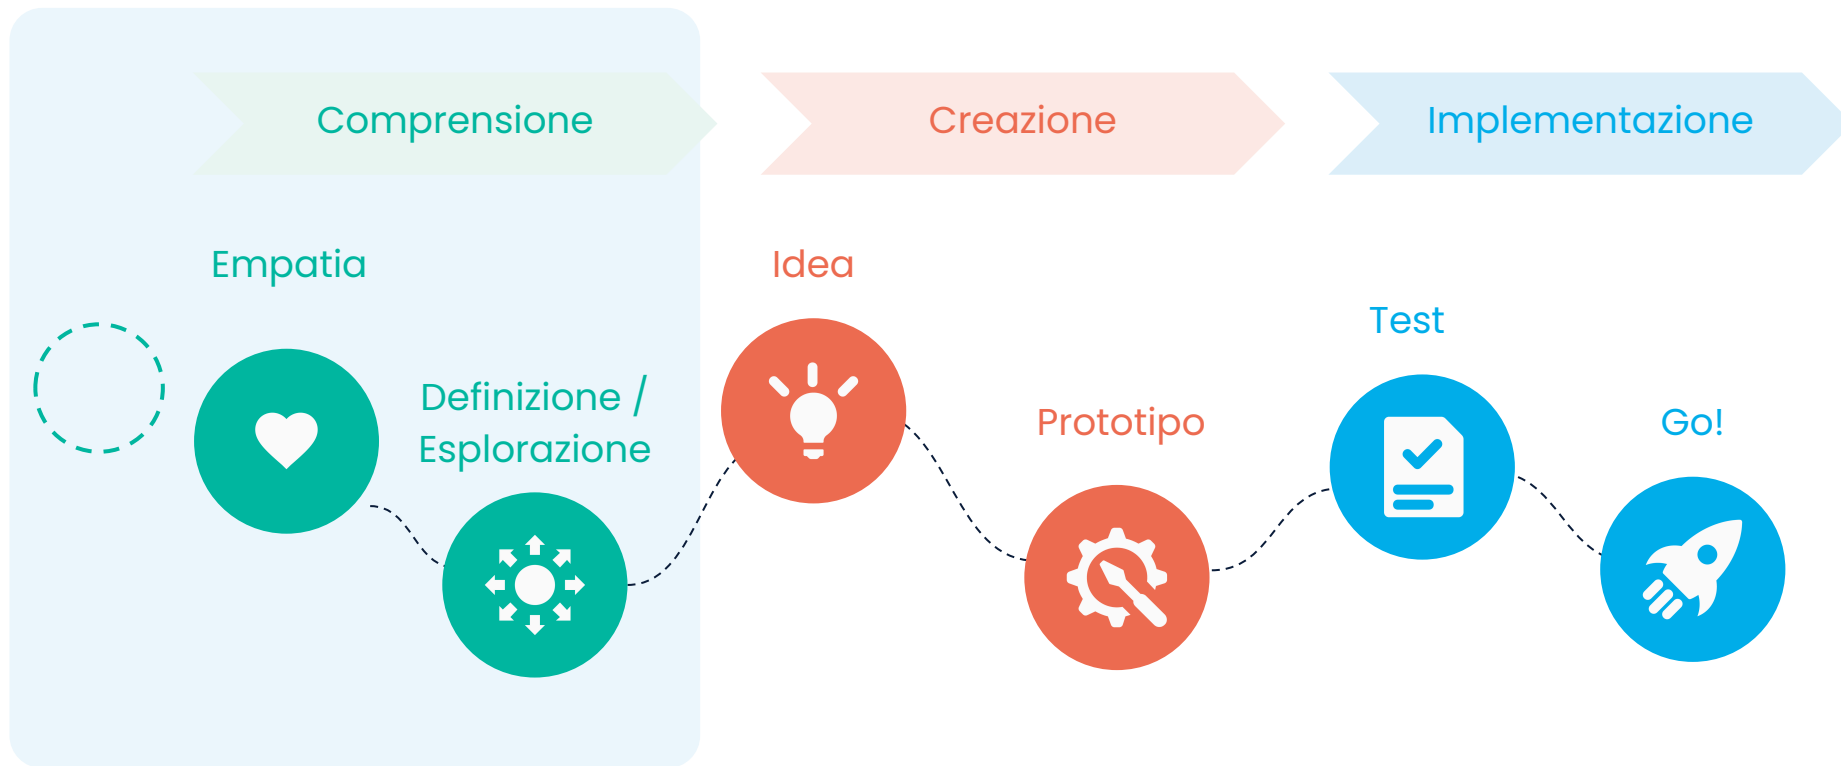 Comprensione
Creazione
Implementazione
Empatia
Definizione /
Esplorazione
Idea
Prototipo
Test
Go!